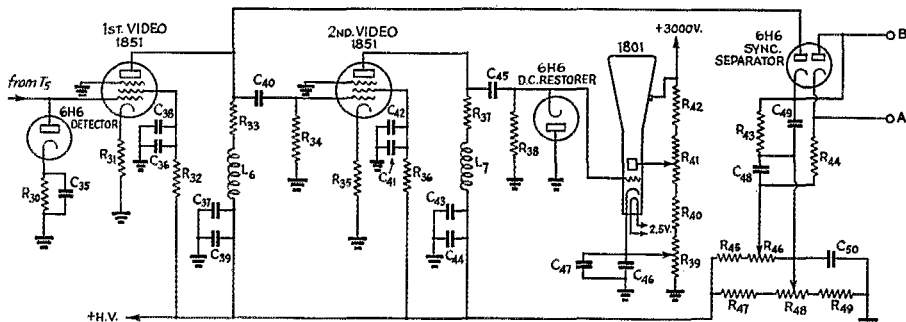 1ST. VIDEO
1851
2ND. VIDEO
1851
1801
+3000V.
6H6
SYNC.
SEPARATOR
B
A
from T5
6H6
DETECTOR
C38
C36
R31
R32
R30
C35
R33
L6
C37
C39
C40
R34
C42
C41
R35
R36
R37
L7
C43
C44
C45
R38
6H6
D.C. RESTORER
R42
R41
R40
R39
2.5V.
C47
C46
R43
C49
C48
R44
R45
R46
C50
R47
R48
R49
+H.V.